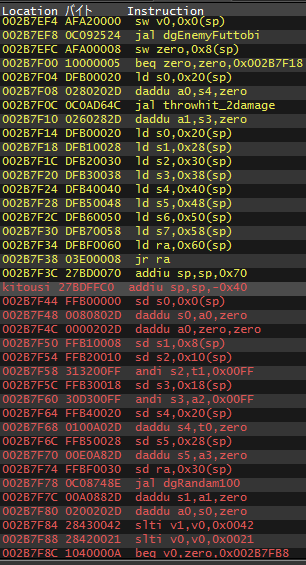 Location バイト Instruction
002B7EF4 AFA20000 sw v0,0x0(sp)
002B7EF8 0C092524 jal dgEnemyFuttobi
002B7EFC AFA00008 sw zero,0x8(sp)
002B7F00 10000005 beq zero,zero,0x002B7F18
002B7F04 DFB00020 ld s0,0x20(sp)
002B7F08 0280202D daddu a0,s4,zero
002B7F0C 0C0AD64C jal throwhit_2damage
002B7F10 0260282D daddu a1,s3,zero
002B7F14 DFB00020 ld s0,0x20(sp)
002B7F18 DFB10028 ld s1,0x28(sp)
002B7F1C DFB20030 ld s2,0x30(sp)
002B7F20 DFB30038 ld s3,0x38(sp)
002B7F24 DFB40040 ld s4,0x40(sp)
002B7F28 DFB50048 ld s5,0x48(sp)
002B7F2C DFB60050 ld s6,0x50(sp)
002B7F30 DFB70058 ld s7,0x58(sp)
002B7F34 DFBF0060 ld ra,0x60(sp)
002B7F38 03E00008 jr ra
002B7F3C 27BD0070 addiu sp,sp,0x70
kitousi 27BDFFC0 addiu sp,sp,-0x40
002B7F44 FFB00000 sd s0,0x0(sp)
002B7F48 0080802D daddu s0,a0,zero
002B7F4C 0000202D daddu a0,zero,zero
002B7F50 FFB10008 sd s1,0x8(sp)
002B7F54 FFB20010 sd s2,0x10(sp)
002B7F58 313200FF andi s2,t1,0x00FF
002B7F5C FFB30018 sd s3,0x18(sp)
002B7F60 30D300FF andi s3,a2,0x00FF
002B7F64 FFB40020 sd s4,0x20(sp)
002B7F68 0100A02D daddu s4,t0,zero
002B7F6C FFB50028 sd s5,0x28(sp)
002B7F70 00E0A82D daddu s5,a3,zero
002B7F74 FFBF0030 sd ra,0x30(sp)
002B7F78 0C08748E jal dgRandam100
002B7F7C 00A0882D daddu s1,a1,zero
002B7F80 0200202D daddu a0,s0,zero
002B7F84 28430042 slti v1,v0,0x0042
002B7F88 28420021 slti v0,v0,0x0021
002B7F8C 1040000A beq v0,zero,0x002B7FB8